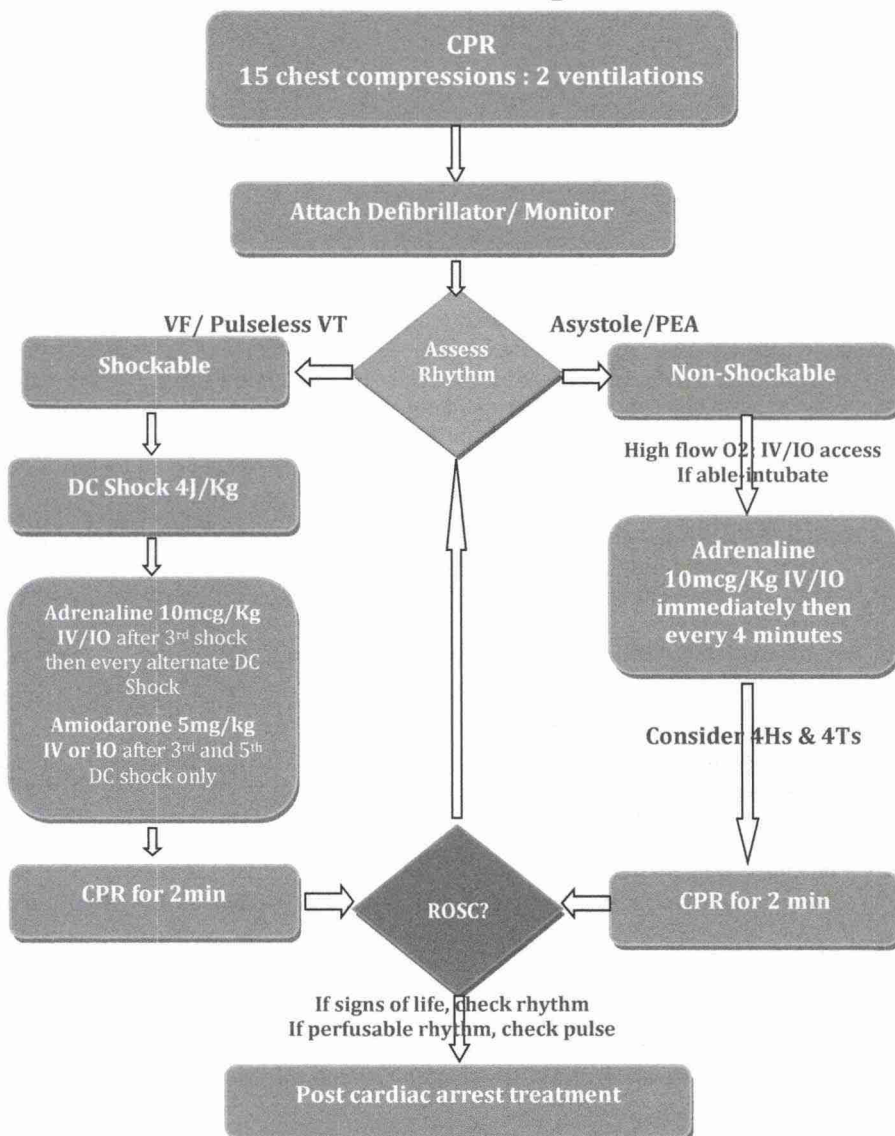 CPR
15 chest compressions : 2 ventilations
Attach Defibrillator/ Monitor
VF/ Pulseless VT
Asystole/PEA
Assess
Rhythm
Shockable
Non-Shockable
High flow O2: IV/IO access
If able-intubate
DC Shock 4J/Kg
Adrenaline
10mcg/Kg IV/IO
immediately then
every 4 minutes
Adrenaline 10mcg/Kg
IV/IO after 3rd shock
then every alternate DC
Shock
Amiodarone 5mg/kg
IV or IO after 3rd and 5th
DC shock only
Consider 4Hs & 4Ts
CPR for 2min
ROSC?
CPR for 2 min
If signs of life, check rhythm
If perfusable rhythm, check pulse
Post cardiac arrest treatment